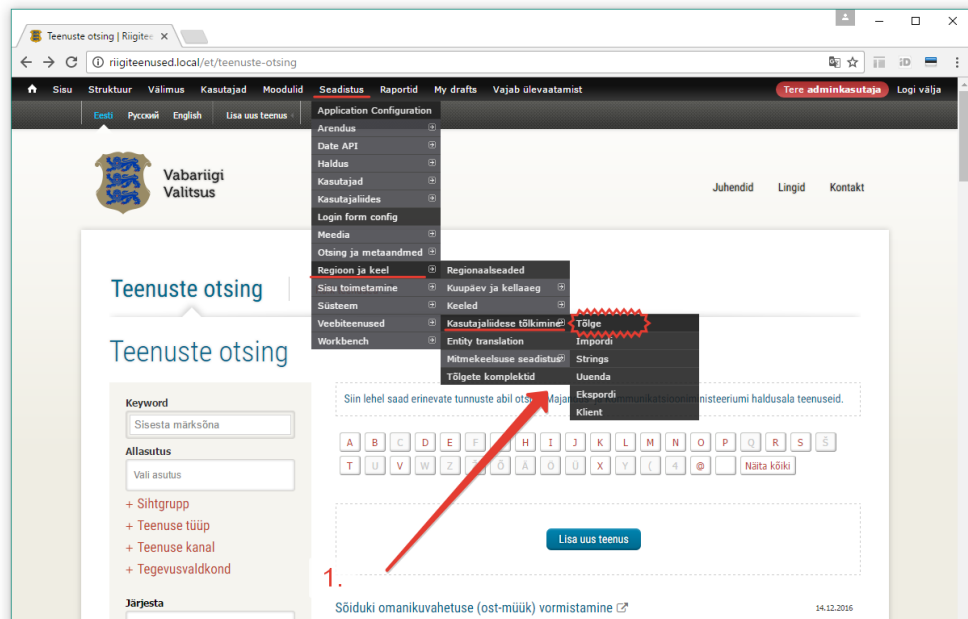 Teenuste otsing | Riigitee
riigiteenused.local/et/teenuste-otsing
Sisu Struktuur Välimus Kasutajad Moodulid Seadistus Raportid My drafts Vajab ülevaatamist Tere adminkasutaja Logi välja
Eesti Русский English Lisa uus teenus
Application Configuration
Arendus
Date API
Haldus
Kasutajad
Kasutajaliides
Login form config
Meedia
Otsing ja metaandmed
Regioon ja keel
Sisu toimetamine
Süsteem
Veebiteenused
Workbench
Regionaalseaded
Kuupäev ja kellaaeg
Keeled
Kasutajaliidese tõlkimine
Entity translation
Mitmekeelsuse seadistus
Tõlgete komplektid
Tõlge
Impordi
Strings
Uuenda
Ekspordi
Klient
Vabariigi
Valitsus
Juhendid Lingid Kontakt
Teenuste otsing
Teenuste otsing
Keyword
Sisesta märksõna
Allasutus
Vali asutus
+ Sihtgrupp
+ Teenuse tüüp
+ Teenuse kanal
+ Tegevusvaldkond
Järjesta
Siin lehel saad erinevate tunnuste abil haldusala teenuseid.
A B C D E F H I J K L M N O P Q R S Š
T U V W Z Õ Ä Ö Ü X Y ( 4 @ Näita kõiki
Lisa uus teenus
1.
Sõiduki omanikuvahetuse (ost-müük) vormistamine
14.12.2016